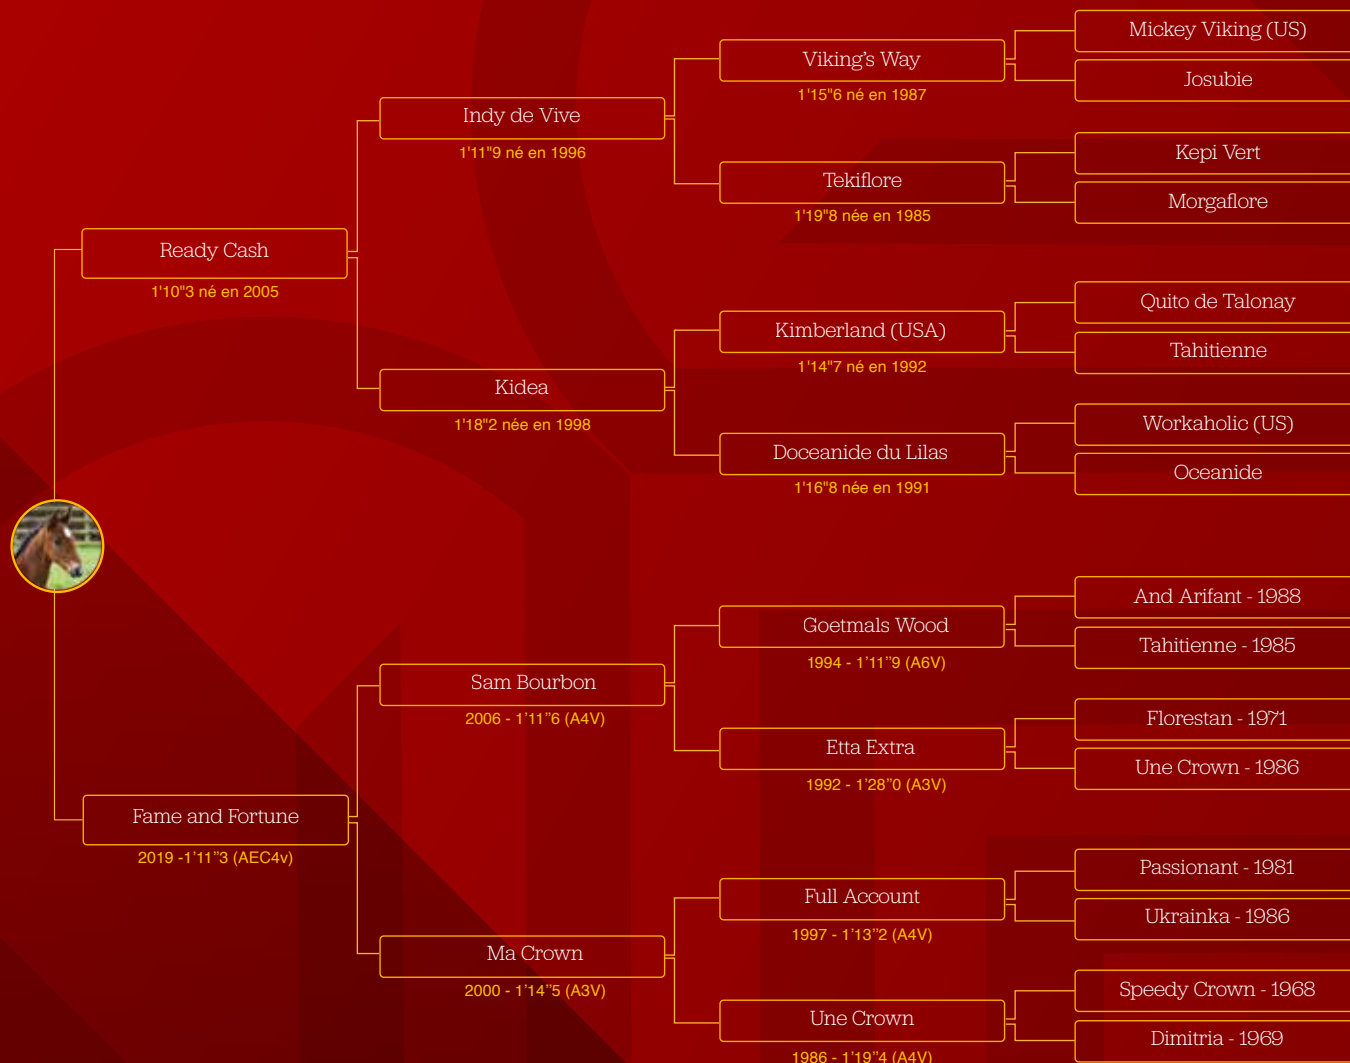 Ready Cash
1'10"3 né en 2005
Indy de Vive
1'11"9 né en 1996
Viking's Way
1'15"6 né en 1987
Mickey Viking (US)
Josubie
Tekiflore
1'19"8 née en 1985
Kepi Vert
Morgaflore
Kidea
1'18"2 née en 1998
Kimberland (USA)
1'14"7 né en 1992
Quito de Talonay
Tahitienne
Doceanide du Lilas
1'16"8 née en 1991
Workaholic (US)
Oceanide
Fame and Fortune
2019 -1'11”3 (AEC4v)
Sam Bourbon
2006 - 1'11”6 (A4V)
Goetmals Wood
1994 - 1'11”9 (A6V)
And Arifant - 1988
Tahitienne - 1985
Etta Extra
1992 - 1'28”0 (A3V)
Florestan - 1971
Une Crown - 1986
Ma Crown
2000 - 1'14”5 (A3V)
Full Account
1997 - 1'13”2 (A4V)
Passionant - 1981
Ukrainka - 1986
Une Crown
1986 - 1'19”4 (A4V)
Speedy Crown - 1968
Dimitria - 1969